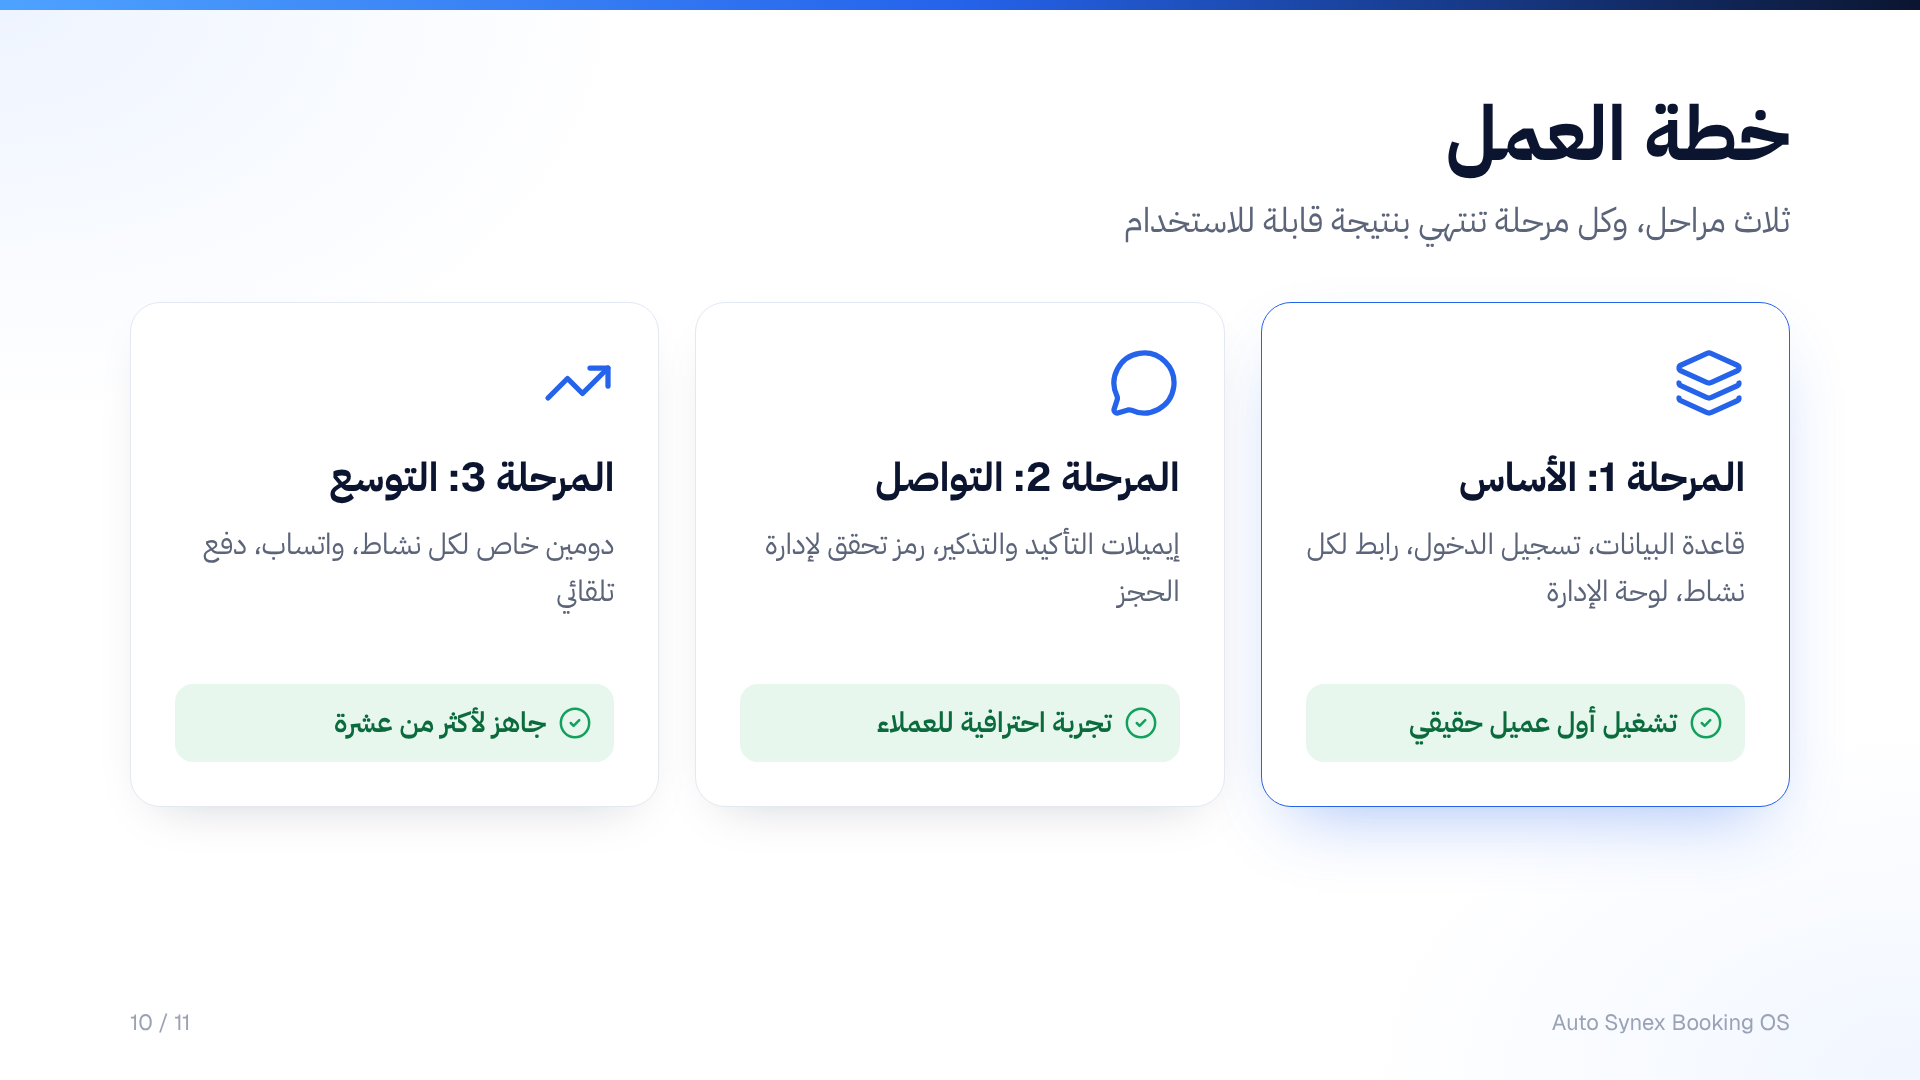 خطة العمل
ثلاث مراحل، وكل مرحلة تنتهي بنتيجة قابلة للاستخدام
المرحلة 1: الأساس
قاعدة البيانات، تسجيل الدخول، رابط لكل
نشاط، لوحة الإدارة
تشغيل أول عميل حقيقي
المرحلة 2: التواصل
إيميلات التأكيد والتذكير، رمز تحقق لإدارة
الحجز
تجربة احترافية للعملاء
المرحلة 3: التوسع
دومين خاص لكل نشاط، واتساب، دفع
تلقائي
جاهز لأكثر من عشرة
Auto Synex Booking OS
10 / 11